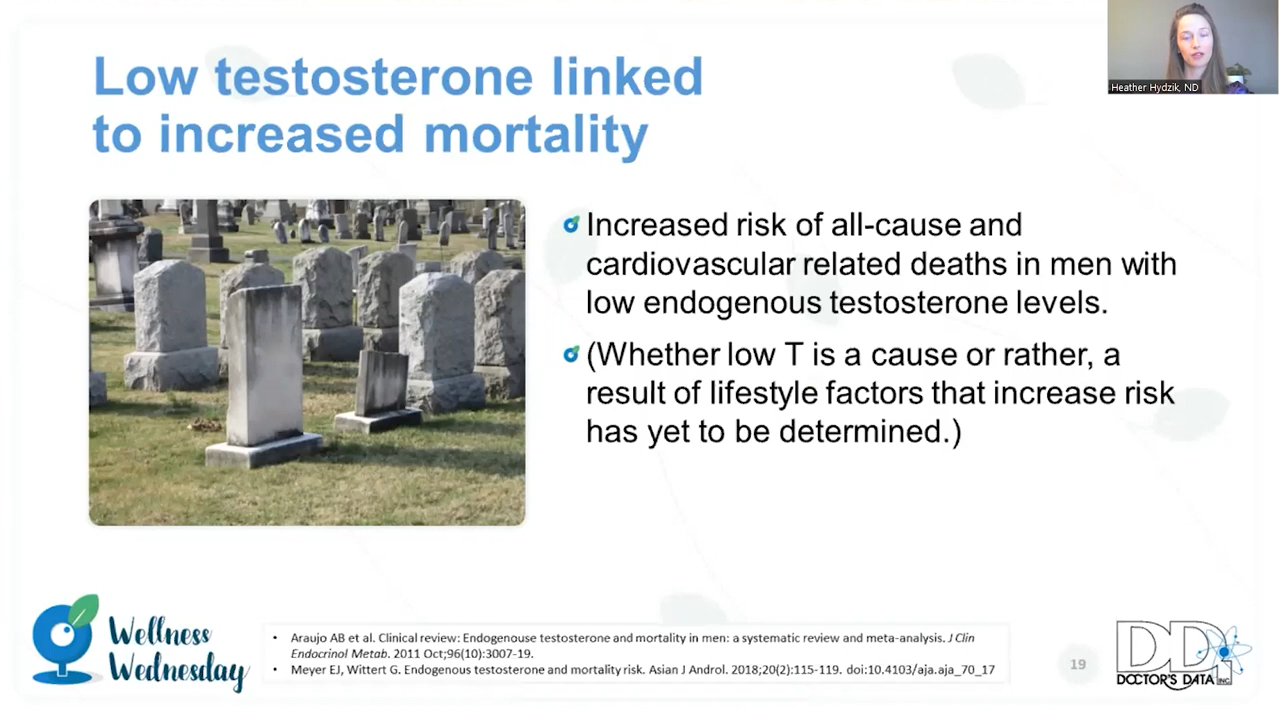 Heather Hydzik, ND
Low testosterone linked
to increased mortality
Increased risk of all-cause and
cardiovascular related deaths in men with
low endogenous testosterone levels.
(Whether low T is a cause or rather, a
result of lifestyle factors that increase risk
has yet to be determined.)
Wellness
Wednesday
• Araujo AB et al. Clinical review: Endogenouse testosterone and mortality in men: a systematic review and meta-analysis. J Clin
Endocrinol Metab. 2011 Oct;96(10):3007-19.
• Meyer EJ, Wittert G. Endogenous testosterone and mortality risk. Asian J Androl. 2018;20(2):115-119. doi:10.4103/aja.aja_70_17
19
DDI
DOCTOR'S DATA INC.